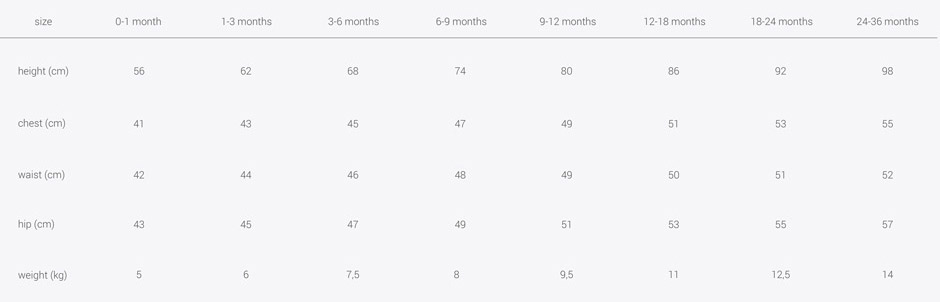 size 0-1 month 1-3 months 3-6 months 6-9 months 9-12 months 12-18 months 18-24 months 24-36 months
height (cm) 56 62 68 74 80 86 92 98
chest (cm) 41 43 45 47 49 51 53 55
waist (cm) 42 44 46 48 49 50 51 52
hip (cm) 43 45 47 49 51 53 55 57
weight (kg) 5 6 7,5 8 9,5 11 12,5 14